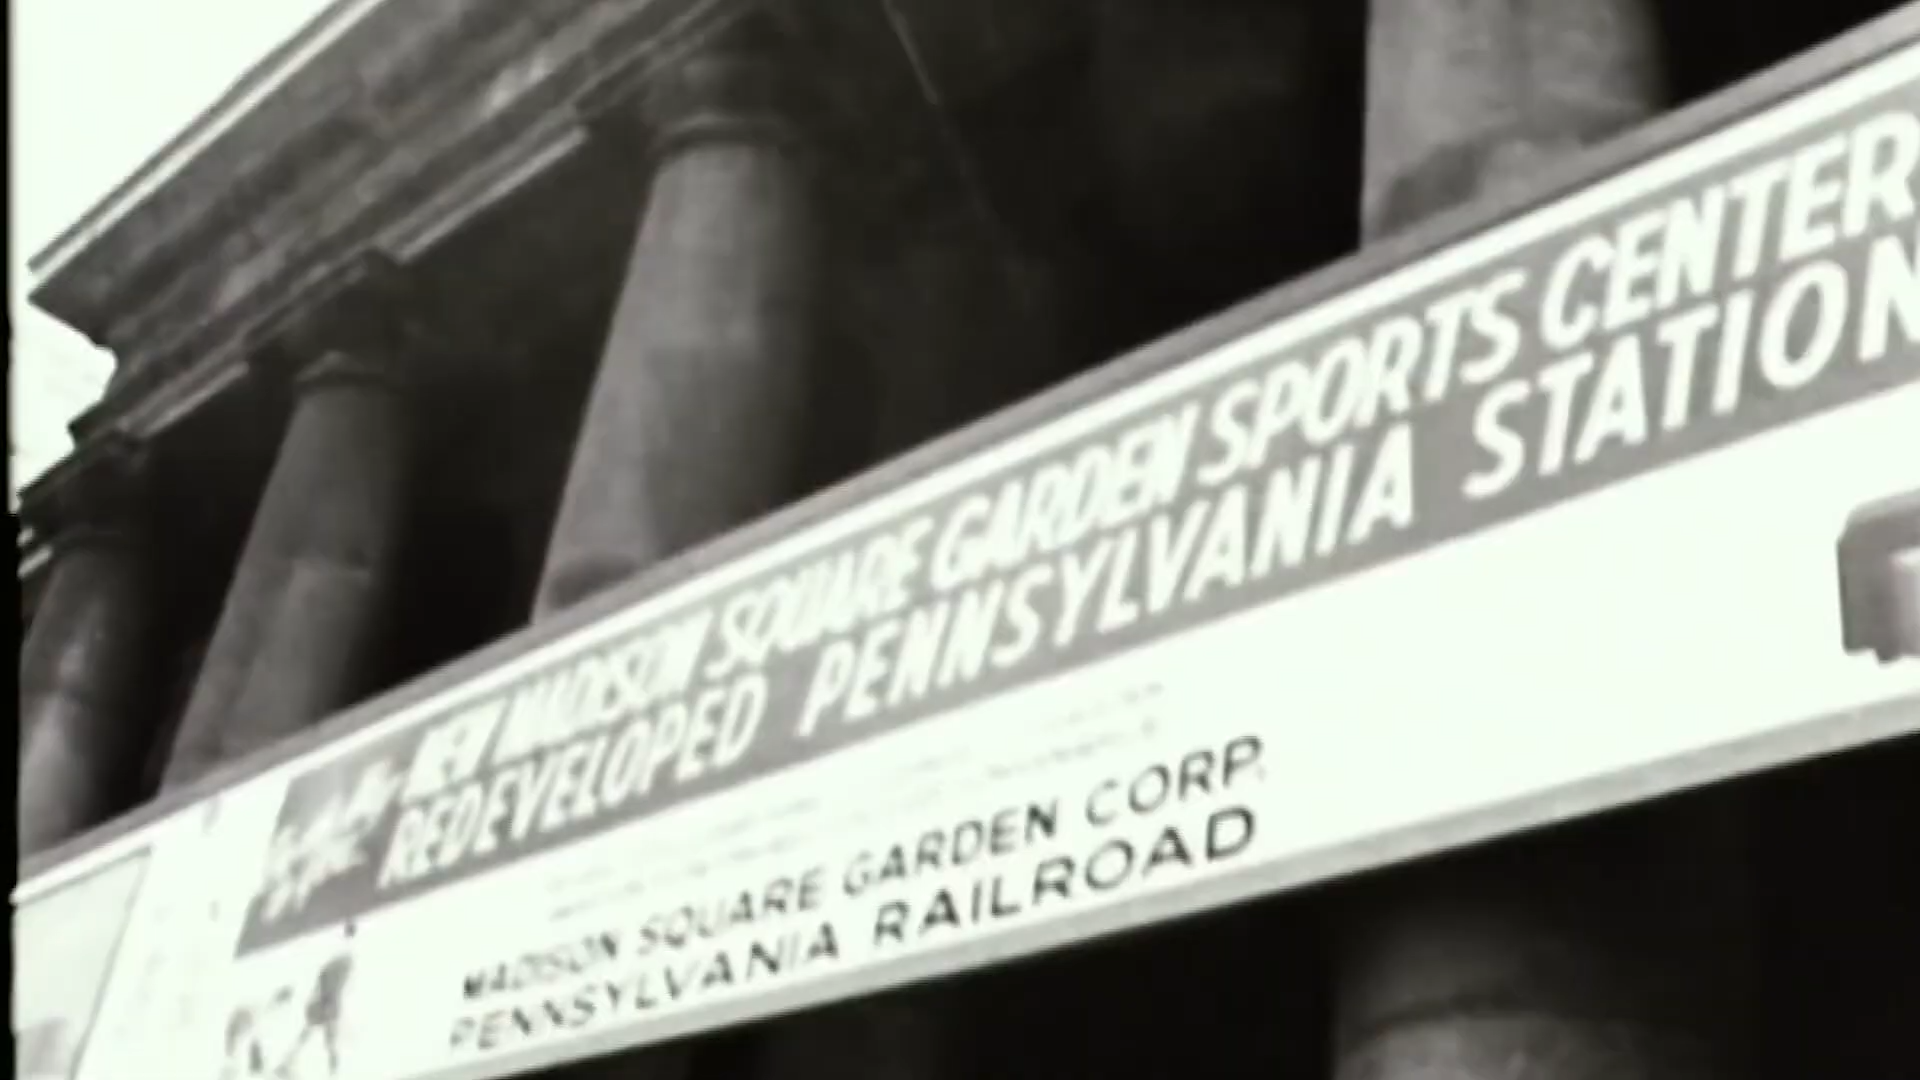 NEW MADISON SQUARE GARDEN SPORTS CENTER
REDEVELOPED PENNSYLVANIA STATION
MADISON SQUARE GARDEN CORP.
PENNSYLVANIA RAILROAD